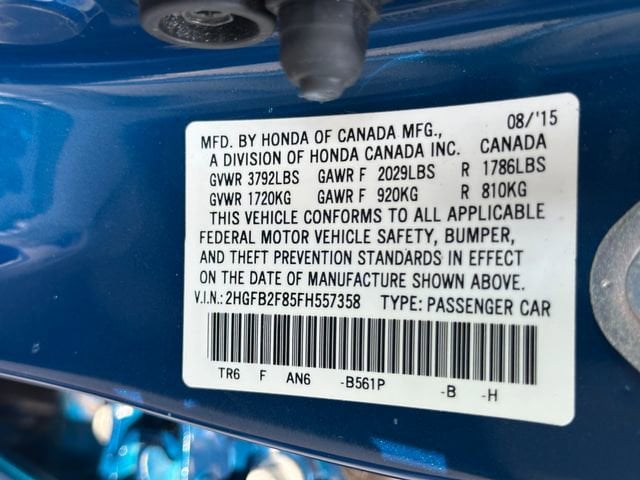 MFD. BY HONDA OF CANADA MFG., 08/'15
A DIVISION OF HONDA CANADA INC. CANADA
GVWR 3792LBS GAWR F 2029LBS R 1786LBS
GVWR 1720KG GAWR F 920KG R 810KG
THIS VEHICLE CONFORMS TO ALL APPLICABLE
FEDERAL MOTOR VEHICLE SAFETY, BUMPER,
AND THEFT PREVENTION STANDARDS IN EFFECT
ON THE DATE OF MANUFACTURE SHOWN ABOVE.
V.I.N.: 2HGFB2F85FH557358 TYPE: PASSENGER CAR
TR6 F AN6 -B561P -B -H